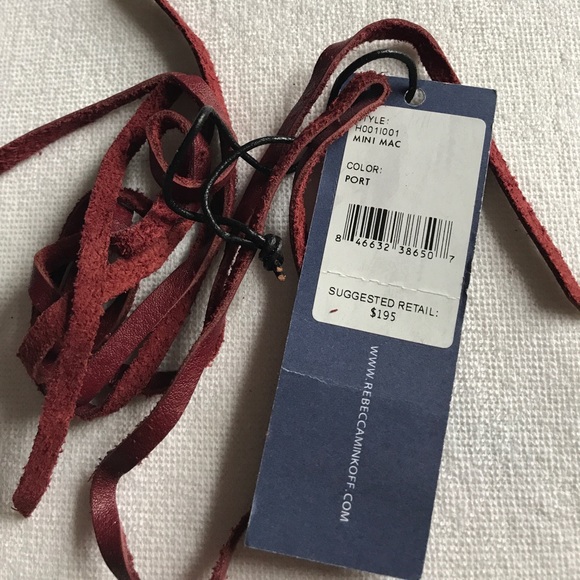 STYLE:
H001I001
MINI MAC
COLOR:
PORT
8 46632 38650 7
SUGGESTED RETAIL:
$195
WWW.REBECCAMINKOFF.COM